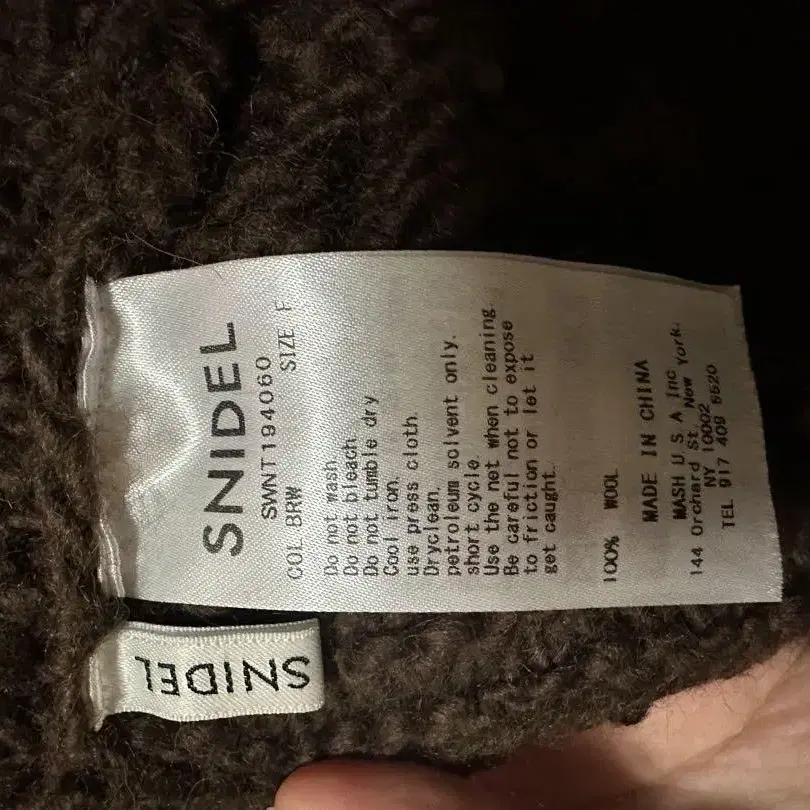 SNIDEL
SWNT194060
COL BRW SIZE F
Do not wash.
Do not bleach.
Do not tumble dry
Cool iron.
use press cloth.
Dryclean.
petroleum solvent only.
short cycle.
Use the net when cleaning.
Be careful not to expose
to friction or let it
get caught.
100% WOOL
MADE IN CHINA
MASH U S A Inc
144 Orchard St. New York.
NY 10002
TEL 917 409 5520
SNIDEL